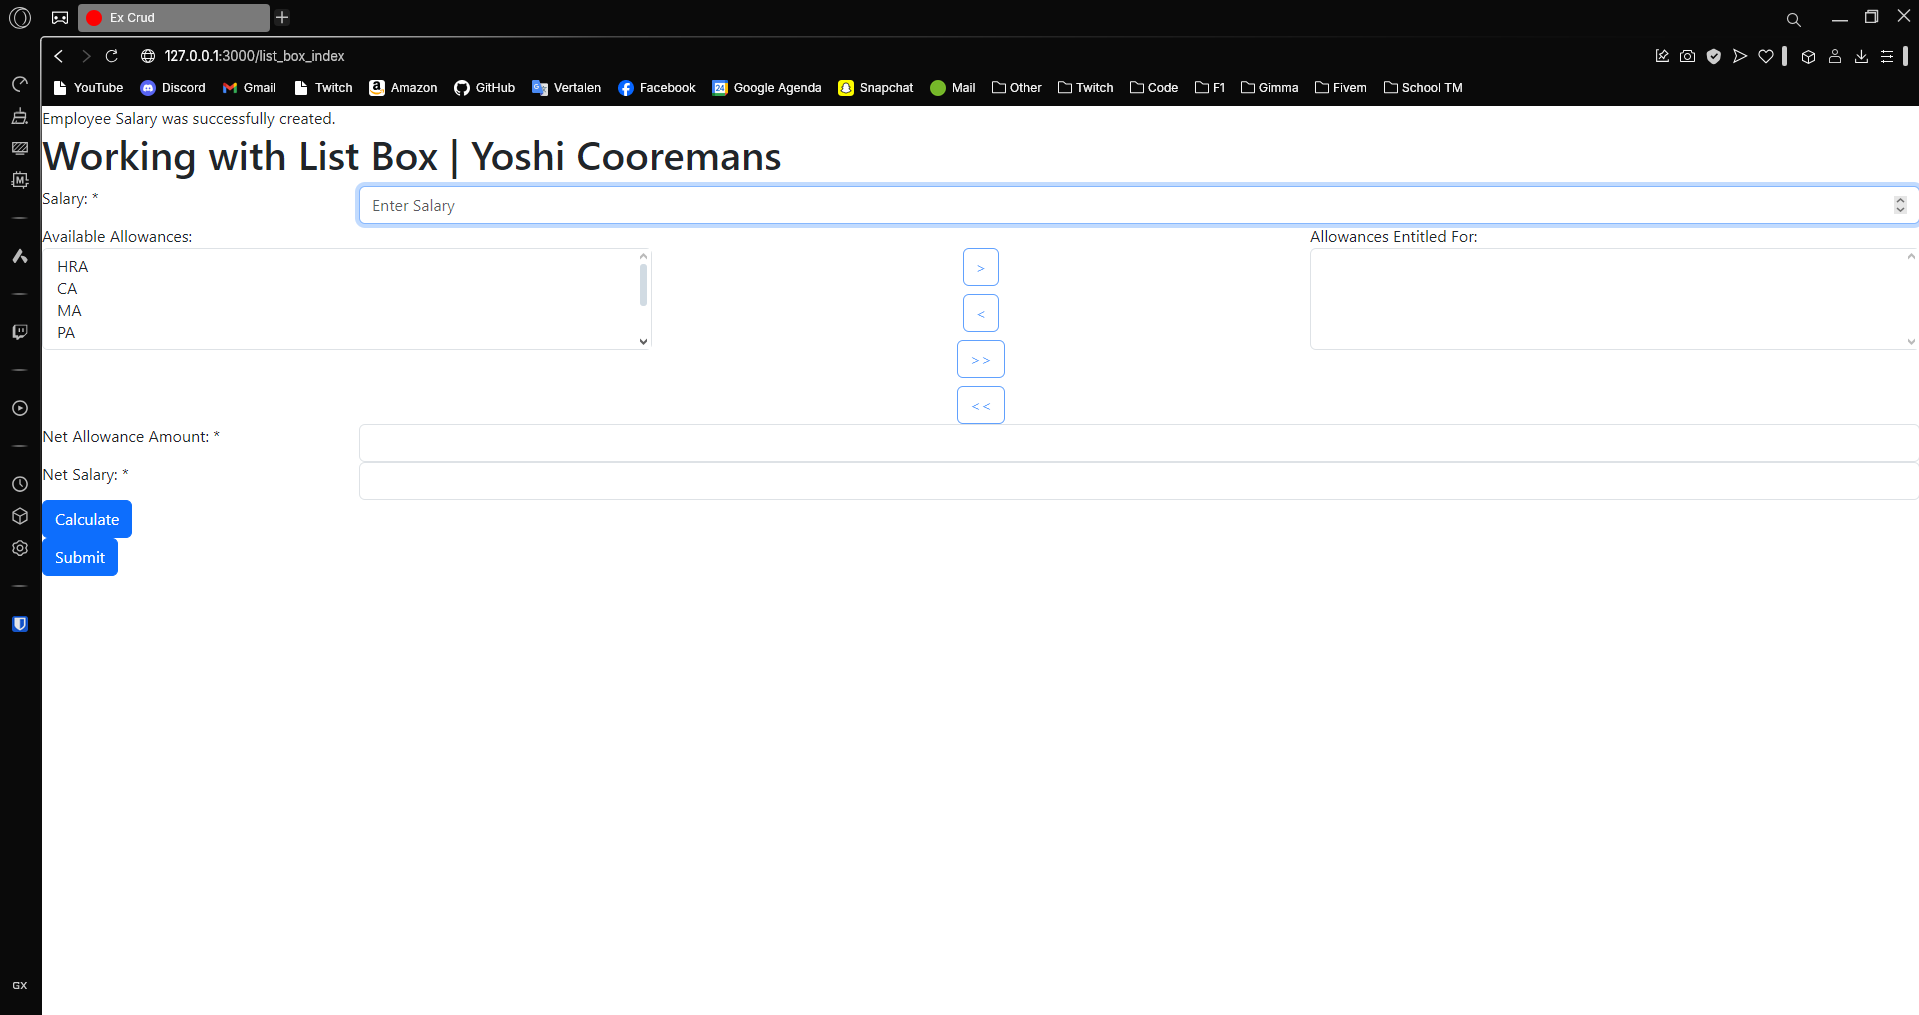 Ex Crud
127.0.0.1:3000/list_box_index
YouTube Discord Gmail Twitch Amazon GitHub Vertalen Facebook 24 Google Agenda Snapchat Mail Other Twitch Code F1 Gimma Fivem School TM
Employee Salary was successfully created.
Working with List Box | Yoshi Cooremans
Salary: * Enter Salary
Available Allowances: Allowances Entitled For:
HRA >
CA
MA <
PA
>>
<<
Net Allowance Amount: *
Net Salary: *
Calculate
Submit
M
GX